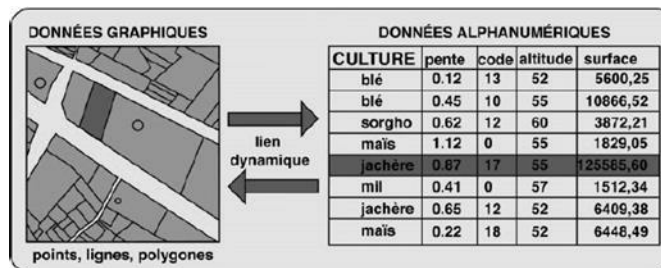 DONNÉES GRAPHIQUES
points, lignes, polygones
lien
dynamique
DONNÉES ALPHANUMÉRIQUES
CULTURE pente code altitude surface
blé 0.12 13 52 5600,25
blé 0.45 10 55 10866,52
sorgho 0.62 12 60 3872,21
maïs 1.12 0 55 1829,05
jachère 0.87 17 55 125585,60
mil 0.41 0 57 1512,34
jachère 0.65 12 52 6409,38
maïs 0.22 18 52 6448,49